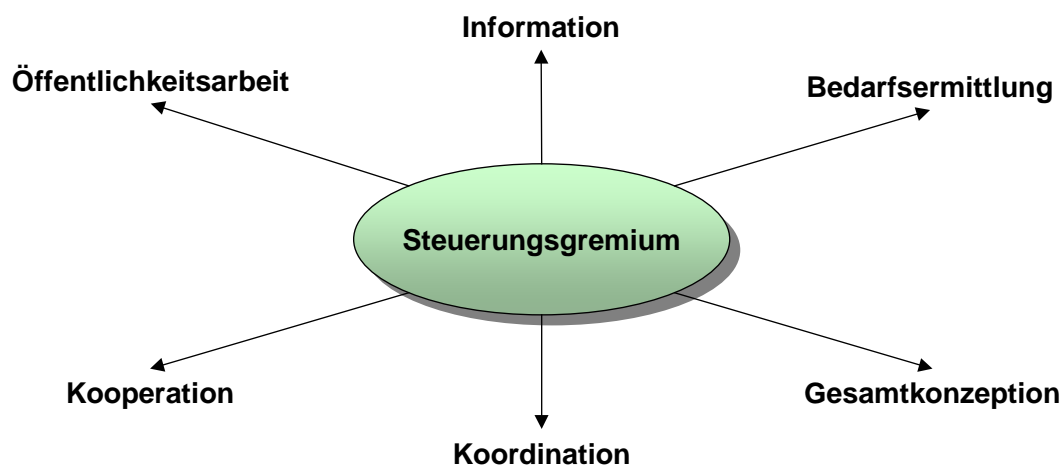 Information
Öffentlichkeitsarbeit
Bedarfsermittlung
Steuerungsgremium
Kooperation
Gesamtkonzeption
Koordination